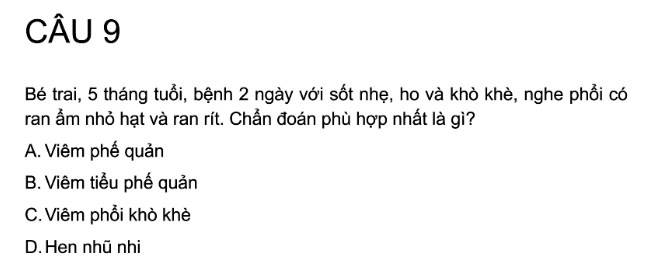 CÂU 9
Bé trai, 5 tháng tuổi, bệnh 2 ngày với sốt nhẹ, ho và khò khè, nghe phổi có
ran ẩm nhỏ hạt và ran rít. Chẩn đoán phù hợp nhất là gì?
A. Viêm phế quản
B. Viêm tiểu phế quản
C. Viêm phổi khò khè
D. Hen nhũ nhi